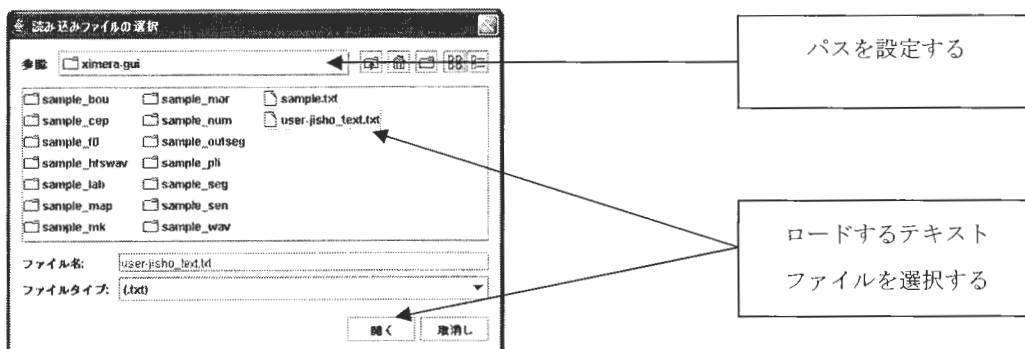 読み込みファイルの選択
参照: ximera-gui
sample_bou sample_mor sample.txt
sample_cep sample_num user-jisho_text.txt
sample_f0 sample_outseg
sample_htswav sample_pli
sample_lab sample_seg
sample_map sample_sen
sample_mk sample_wav
ファイル名: user-jisho_text.txt
ファイルタイプ: (.txt)
開く 取消し
パスを設定する
ロードするテキスト
ファイルを選択する